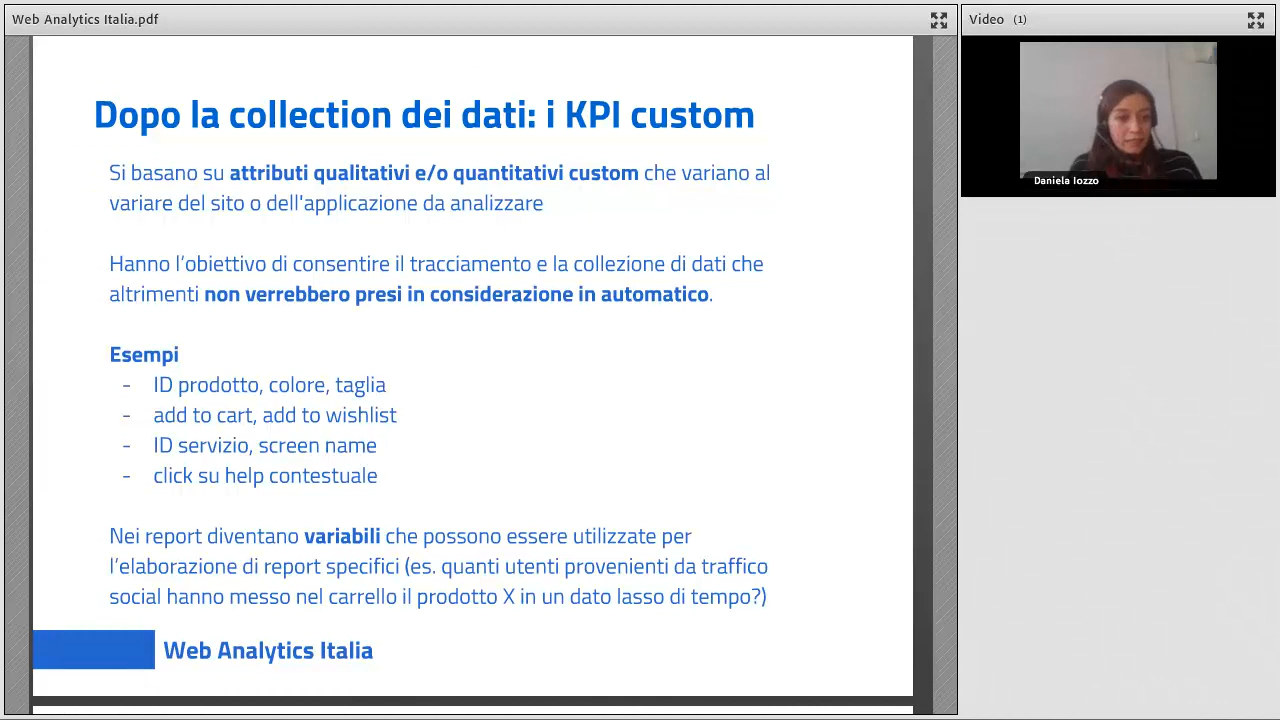 Web Analytics Italia.pdf
Video (1)
Dopo la collection dei dati: i KPI custom
Si basano su attributi qualitativi e/o quantitativi custom che variano al
variare del sito o dell'applicazione da analizzare
Hanno l’obiettivo di consentire il tracciamento e la collezione di dati che
altrimenti non verrebbero presi in considerazione in automatico.
Esempi
- ID prodotto, colore, taglia
- add to cart, add to wishlist
- ID servizio, screen name
- click su help contestuale
Nei report diventano variabili che possono essere utilizzate per
l’elaborazione di report specifici (es. quanti utenti provenienti da traffico
social hanno messo nel carrello il prodotto X in un dato lasso di tempo?)
Web Analytics Italia
Daniela Iozzo